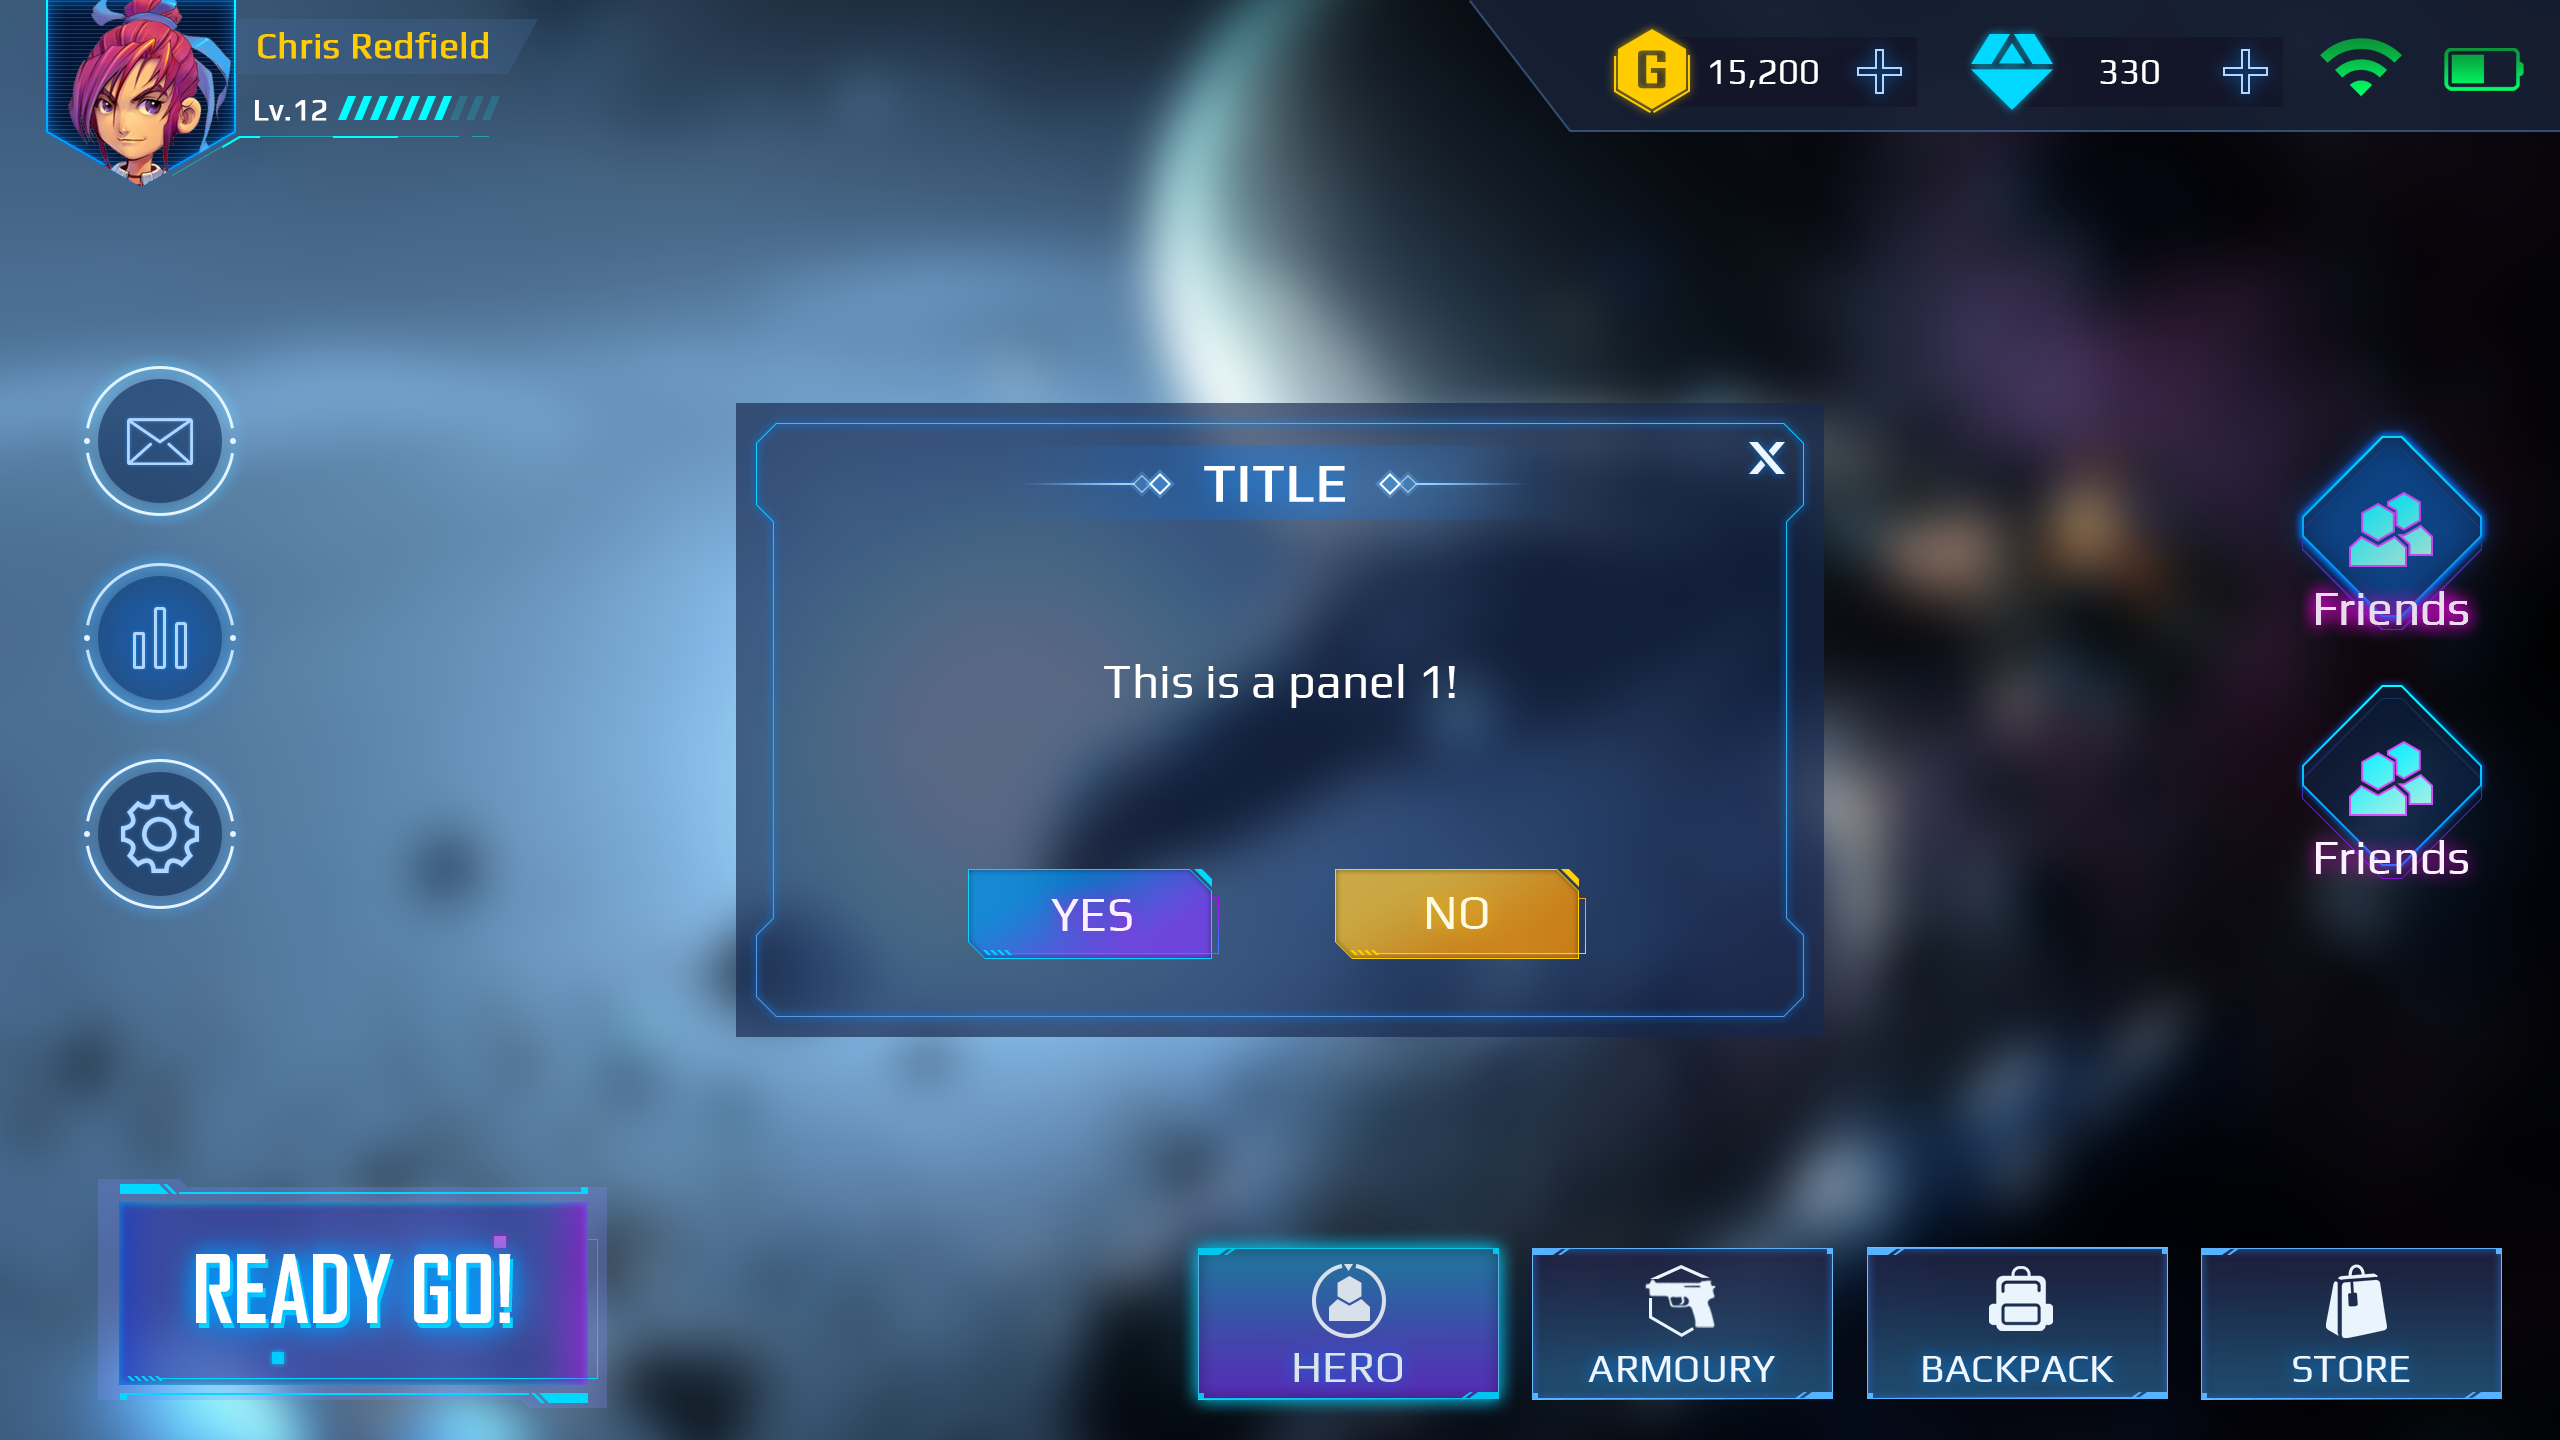 Chris Redfield
Lv.12
G 15,200
330
TITLE
X
This is a panel 1!
YES
NO
Friends
Friends
READY GO!
HERO
ARMOURY
BACKPACK
STORE